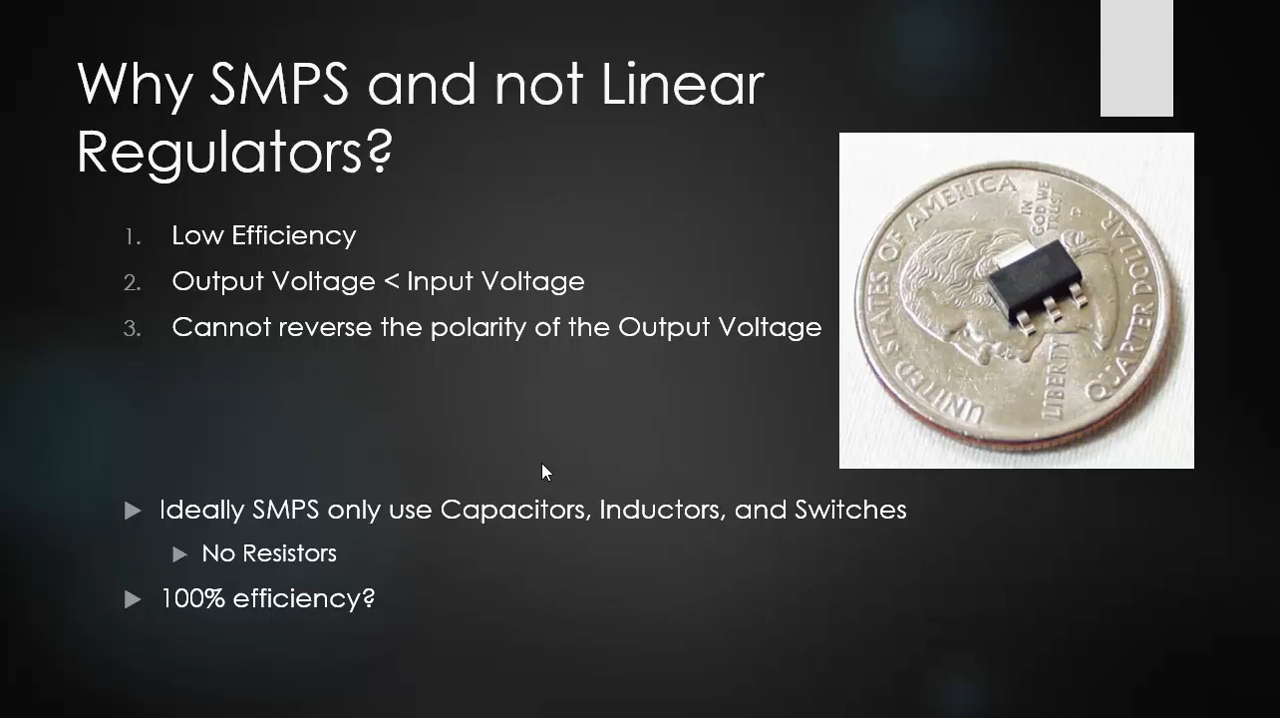 Why SMPS and not Linear
Regulators?
1. Low Efficiency
2. Output Voltage < Input Voltage
3. Cannot reverse the polarity of the Output Voltage
UNITED STATES OF AMERICA
IN
GOD WE
TRUST
P
LIBERTY
QUARTER DOLLAR
Ideally SMPS only use Capacitors, Inductors, and Switches
No Resistors
100% efficiency?